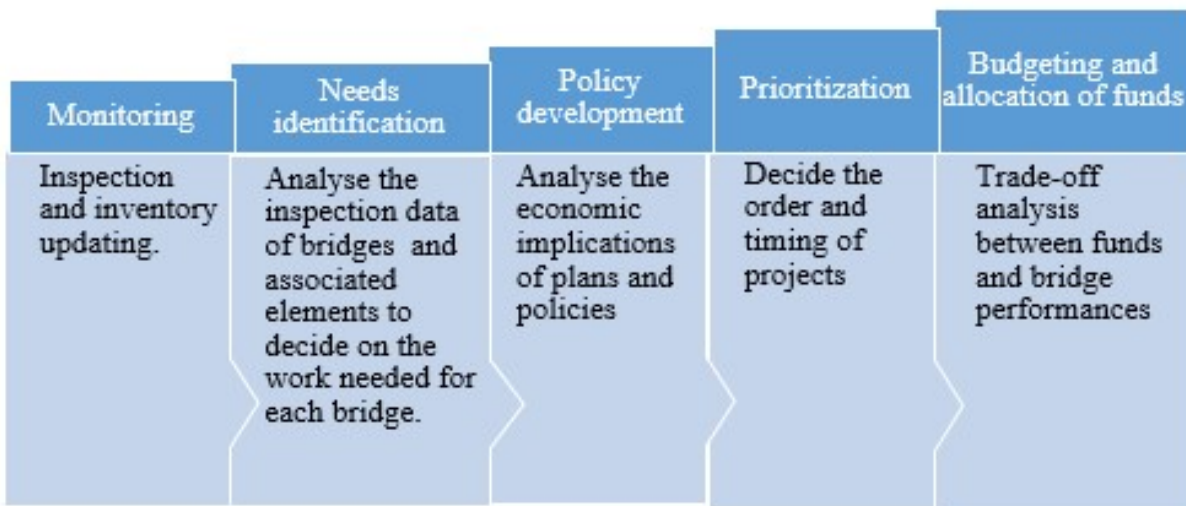 Monitoring
Inspection
and inventory
updating.
Needs
identification
Analyse the
inspection data
of bridges and
associated
elements to
decide on the
work needed for
each bridge.
Policy
development
Analyse the
economic
implications
of plans and
policies
Prioritization
Decide the
order and
timing of
projects
Budgeting and
allocation of funds
Trade-off
analysis
between funds
and bridge
performances